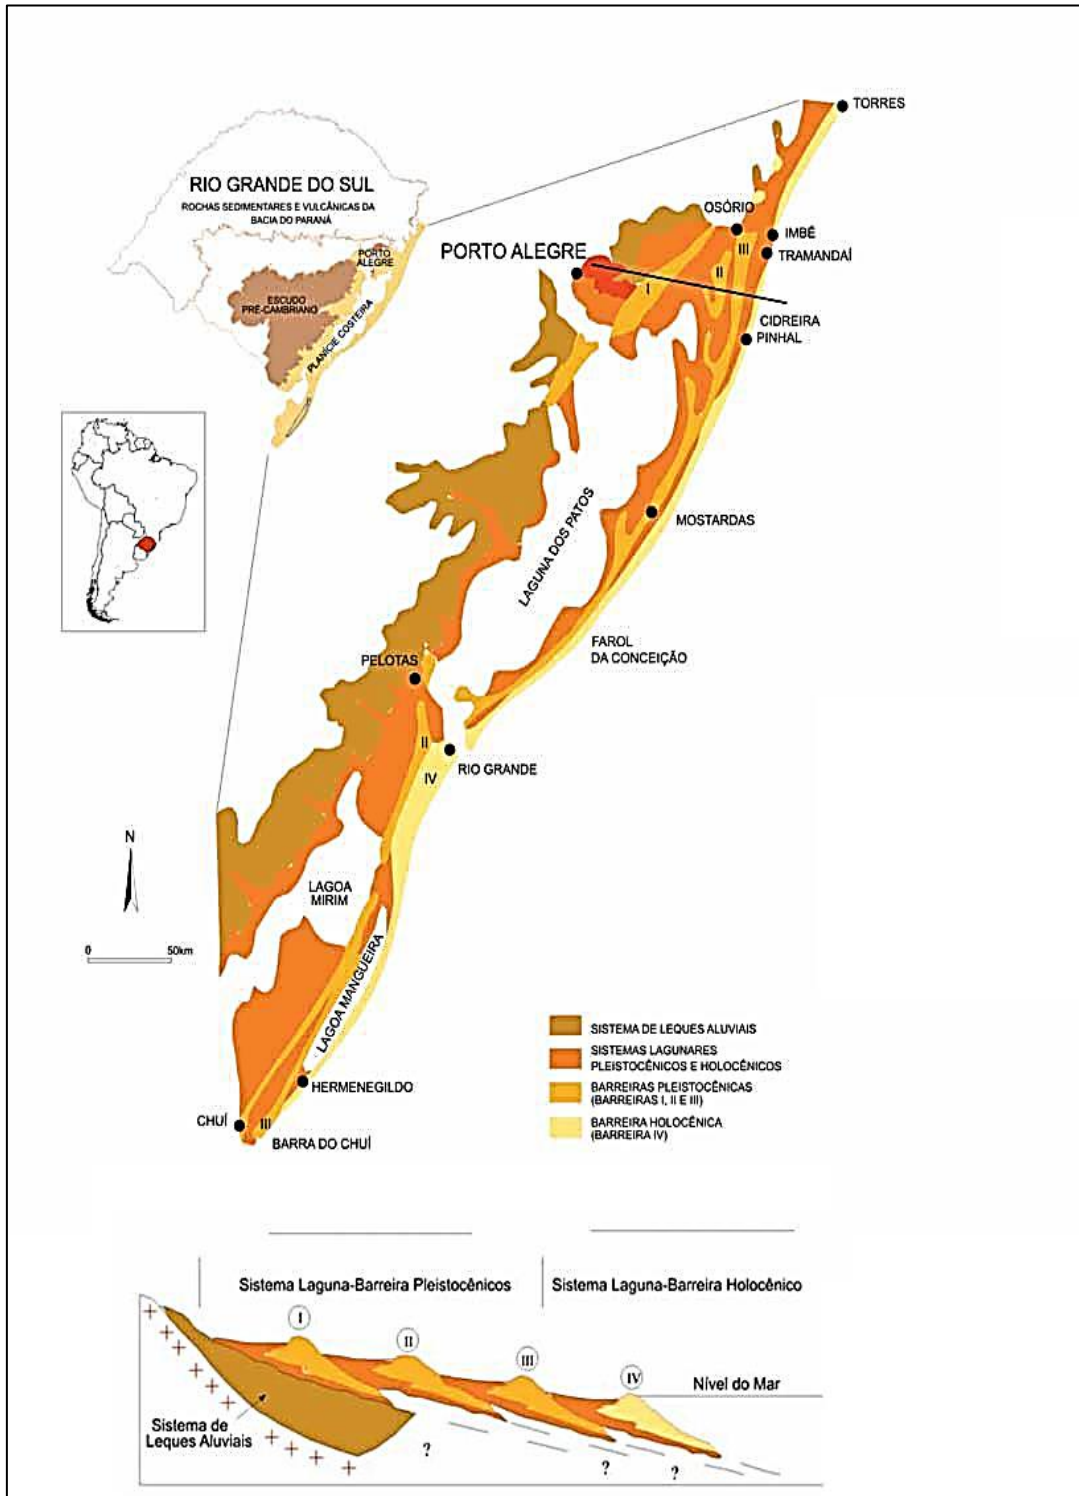 TORRES
RIO GRANDE DO SUL
ROCHAS SEDIMENTARES E VULCÂNICAS DA
BACIA DO PARANÁ
OSÓRIO
IMBÉ
TRAMANDAÍ
III
PORTO ALEGRE
PORTO
ALEGRE
II
I
ESCUDO
PRÉ-CAMBRIANO
PLANÍCIE COSTEIRA
CIDREIRA
PINHAL
MOSTARDAS
LAGUNA DOS PATOS
FAROL
DA CONCEIÇÃO
PELOTAS
II
RIO GRANDE
IV
N
LAGOA
MIRIM
0 50km
LAGOA MANGUEIRA
SISTEMA DE LEQUES ALUVIAIS
SISTEMAS LAGUNARES
PLEISTOCÊNICOS E HOLOCÊNICOS
BARREIRAS PLEISTOCÊNICAS
(BARREIRAS I, II E III)
BARREIRA HOLOCÊNICA
(BARREIRA IV)
HERMENEGILDO
CHUÍ
III
BARRA DO CHUÍ
Sistema Laguna-Barreira Pleistocênicos
Sistema Laguna-Barreira Holocênico
I
II
III
IV
Nível do Mar
Sistema de
Leques Aluviais
?
?
?